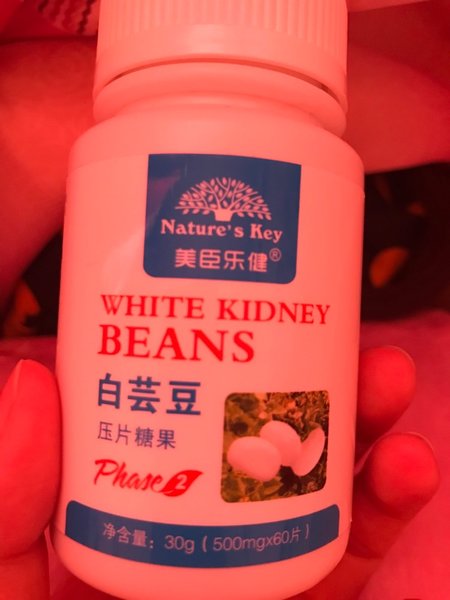 Nature's Key
美臣乐健®
WHITE KIDNEY
BEANS
白芸豆
压片糖果
Phase 2
净含量：30g（500mgx60片）